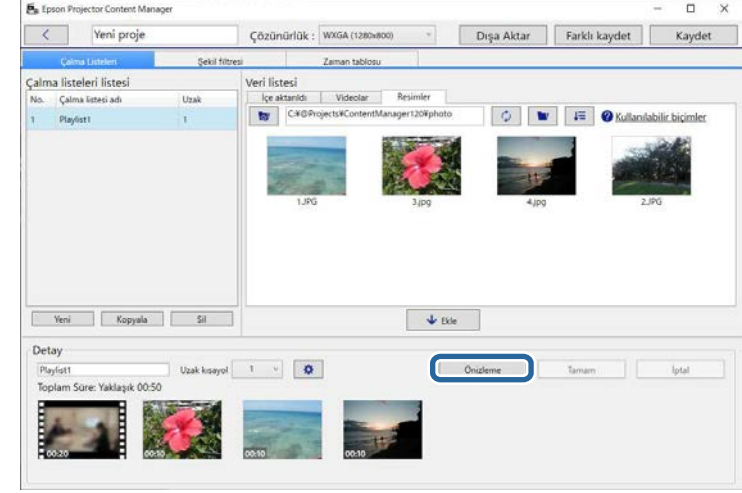 Epson Projector Content Manager
Yeni proje
Çözünürlük : WXGA (1280x800)
Dışa Aktar
Farklı kaydet
Kaydet
Çalma Listeleri
Şekil filtresi
Zaman tablosu
Çalma listeleri listesi
No. Çalma listesi adı Uzak
1 Playlist1 1
Yeni
Kopyala
Sil
Veri listesi
İçe aktarıldı
Videolar
Resimler
C:¥@Projects¥ContentManager120¥photo
Kullanılabilir biçimler
1.JPG 3.jpg 4.jpg 2.JPG
Ekle
Detay
Playlist1
Uzak kısayol 1
Önizleme
Tamam
İptal
Toplam Süre: Yaklaşık 00:50
00:20 00:10 00:10 00:10